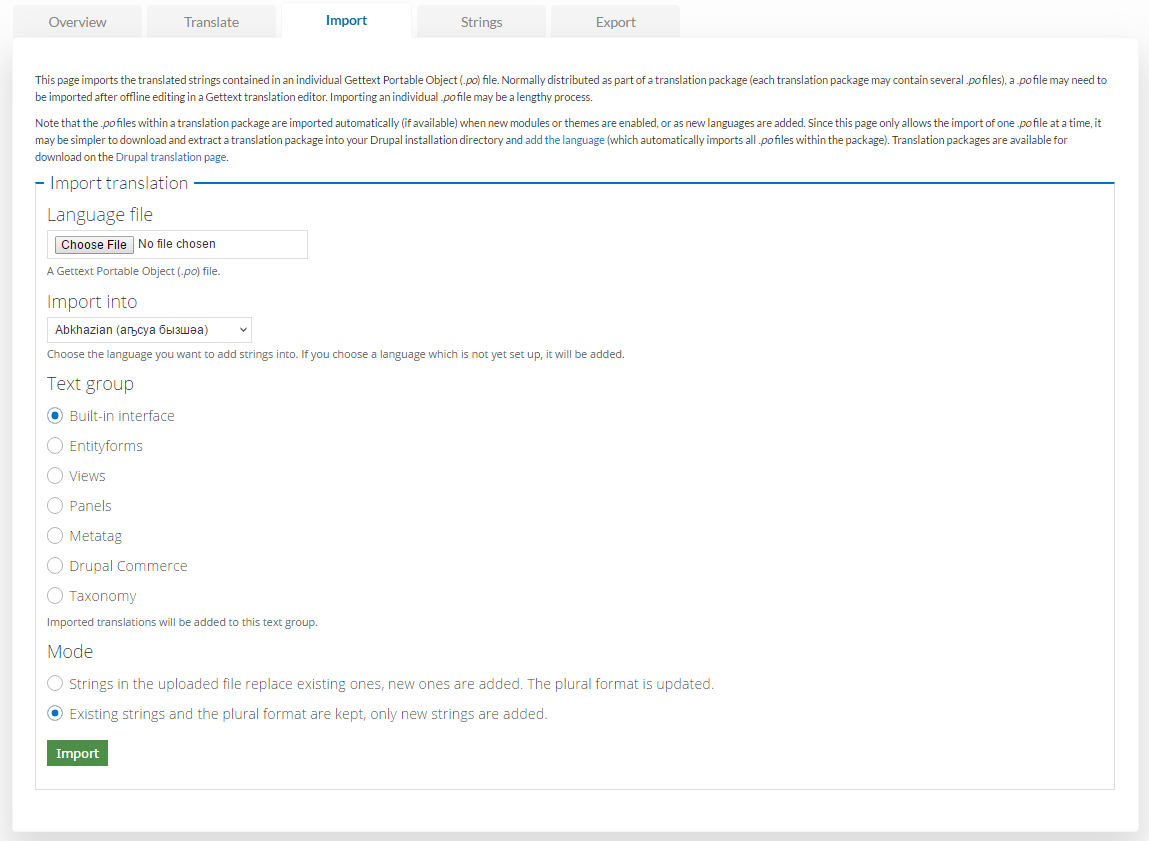 Overview Translate Import Strings Export
This page imports the translated strings contained in an individual Gettext Portable Object (.po) file. Normally distributed as part of a translation package (each translation package may contain several .po files), a .po file may need to
be imported after offline editing in a Gettext translation editor. Importing an individual .po file may be a lengthy process.
Note that the .po files within a translation package are imported automatically (if available) when new modules or themes are enabled, or as new languages are added. Since this page only allows the import of one .po file at a time, it
may be simpler to download and extract a translation package into your Drupal installation directory and add the language (which automatically imports all .po files within the package). Translation packages are available for
download on the Drupal translation page.
Import translation
Language file
Choose File No file chosen
A Gettext Portable Object (.po) file.
Import into
Abkhazian (аҧсуа бызшәа)
Choose the language you want to add strings into. If you choose a language which is not yet set up, it will be added.
Text group
Built-in interface
Entityforms
Views
Panels
Metatag
Drupal Commerce
Taxonomy
Imported translations will be added to this text group.
Mode
Strings in the uploaded file replace existing ones, new ones are added. The plural format is updated.
Existing strings and the plural format are kept, only new strings are added.
Import